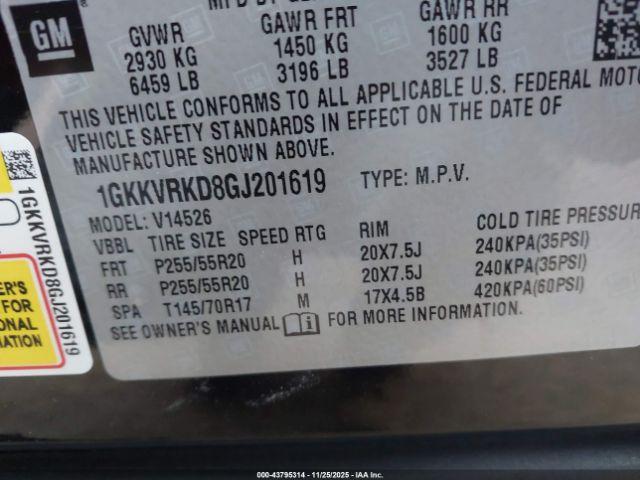 GM
GVWR GAWR FRT GAWR RR
2930 KG 1450 KG 1600 KG
6459 LB 3196 LB 3527 LB
THIS VEHICLE CONFORMS TO ALL APPLICABLE U.S. FEDERAL MOTO
VEHICLE SAFETY STANDARDS IN EFFECT ON THE DATE OF
MANUFACTURE SHOWN ABOVE.
1GKKVRKD8GJ201619 TYPE: M.P.V.
MODEL: V14526
VBBL TIRE SIZE SPEED RTG RIM COLD TIRE PRESSUR
FRT P255/55R20 H 20X7.5J 240KPA(35PSI)
RR P255/55R20 H 20X7.5J 240KPA(35PSI)
SPA T145/70R17 M 17X4.5B 420KPA(60PSI)
SEE OWNER'S MANUAL i FOR MORE INFORMATION.
1GKKVRKD8GJ201619
ER'S
FOR
ONAL
MATION
000-43795314 - 11/25/2025 - IAA, Inc.